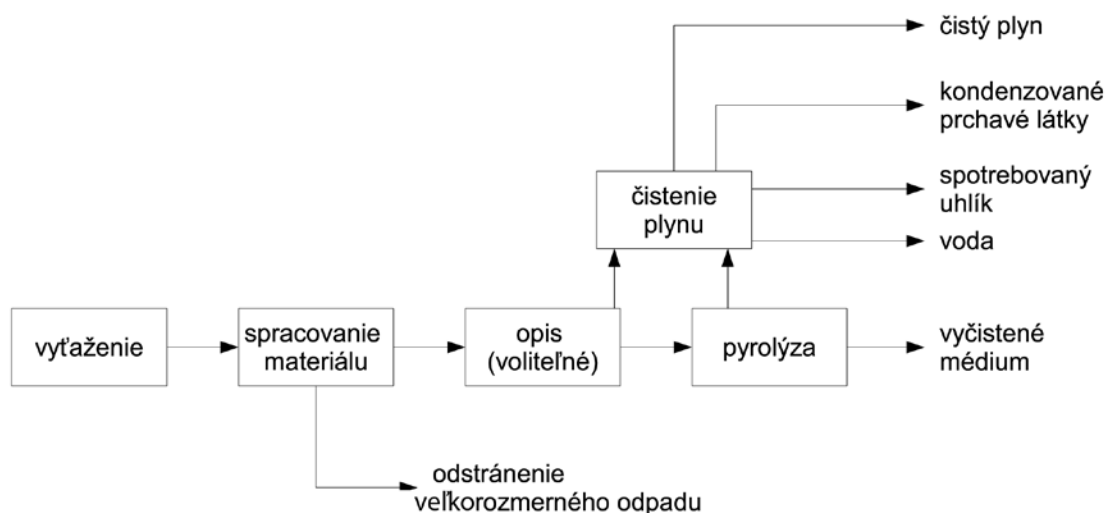 čistý plyn
kondenzované
prchavé látky
čistenie
plynu
spotrebovaný
uhlík
voda
vyťaženie
spracovanie
materiálu
opis
(voliteľné)
pyrolýza
vyčistené
médium
odstránenie
veľkorozmerného odpadu